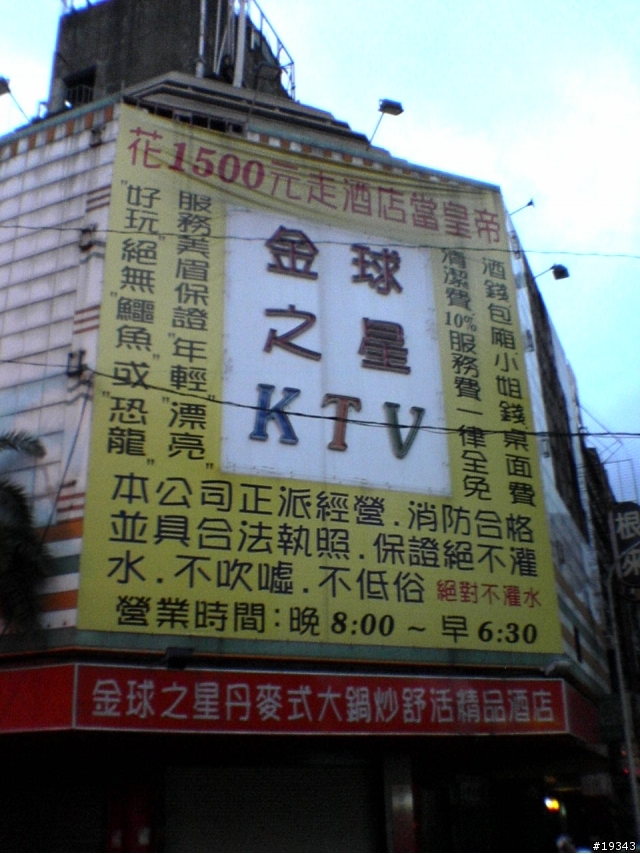 花1500元走酒店當皇帝
酒錢包廂小姐錢桌面費
清潔費10%服務費一律全免
金球
之星
KTV
服務美眉保證"年輕""漂亮"
"好玩"絕無"鱷魚"或"恐龍"
本公司正派經營.消防合格
並具合法執照.保證絕不灌
水.不吹噓.不低俗 絕對不灌水
營業時間:晚8:00~早6:30
金球之星丹麥式大鍋炒舒活精品酒店
#19343